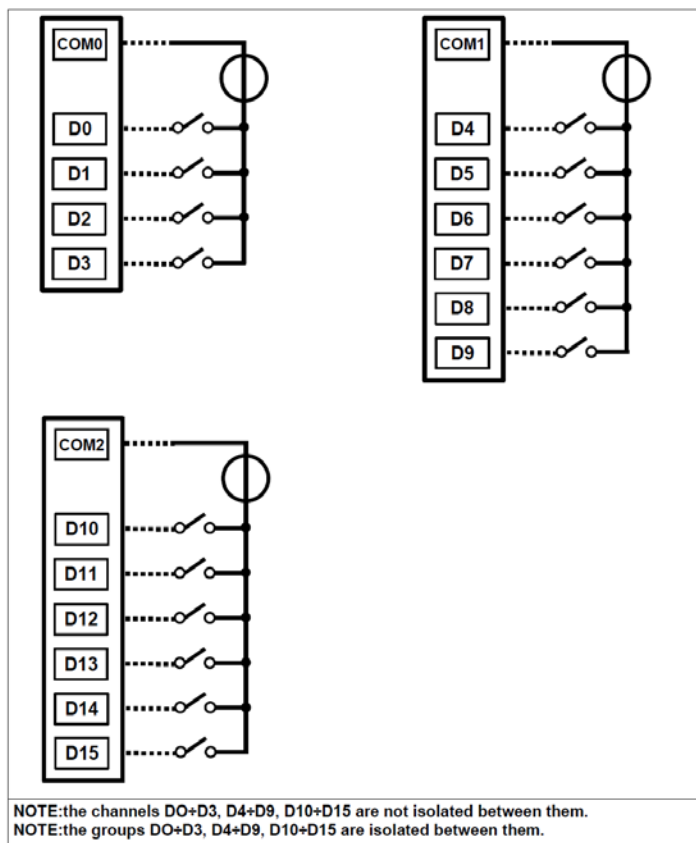 COM0
D0
D1
D2
D3
COM1
D4
D5
D6
D7
D8
D9
COM2
D10
D11
D12
D13
D14
D15
NOTE:the channels DO÷D3, D4÷D9, D10÷D15 are not isolated between them.
NOTE:the groups DO÷D3, D4÷D9, D10÷D15 are isolated between them.